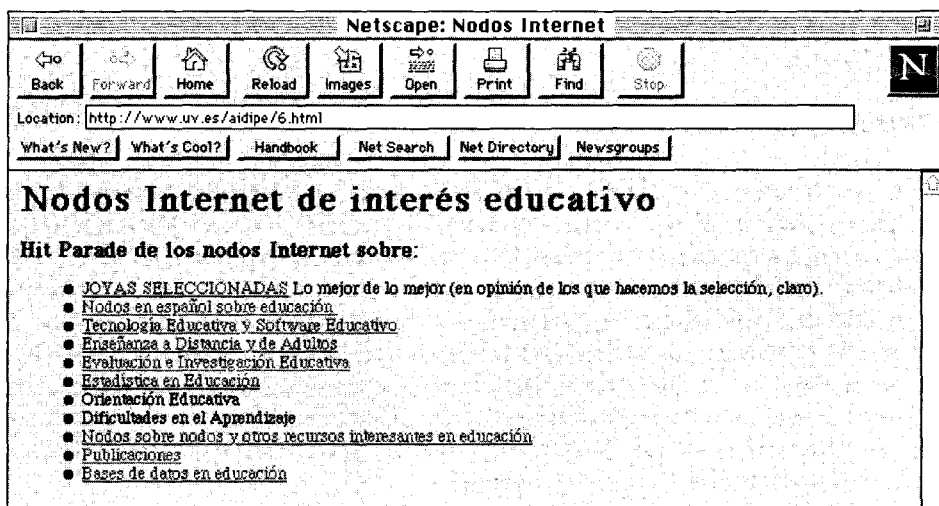 Netscape: Nodos Internet
Back Forward Home Reload Images Open Print Find Stop
N
Location: http://www.uv.es/aidipe/6.html
What's New? What's Cool? Handbook Net Search Net Directory Newsgroups
Nodos Internet de interés educativo
Hit Parade de los nodos Internet sobre:
● JOYAS SELECCIONADAS Lo mejor de lo mejor (en opinión de los que hacemos la selección, claro).
● Nodos en español sobre educación
● Tecnología Educativa y Software Educativo
● Enseñanza a Distancia y de Adultos
● Evaluación e Investigación Educativa
● Estadística en Educación
● Orientación Educativa
● Dificultades en el Aprendizaje
● Nodos sobre nodos y otros recursos interesantes en educación
● Publicaciones
● Bases de datos en educación